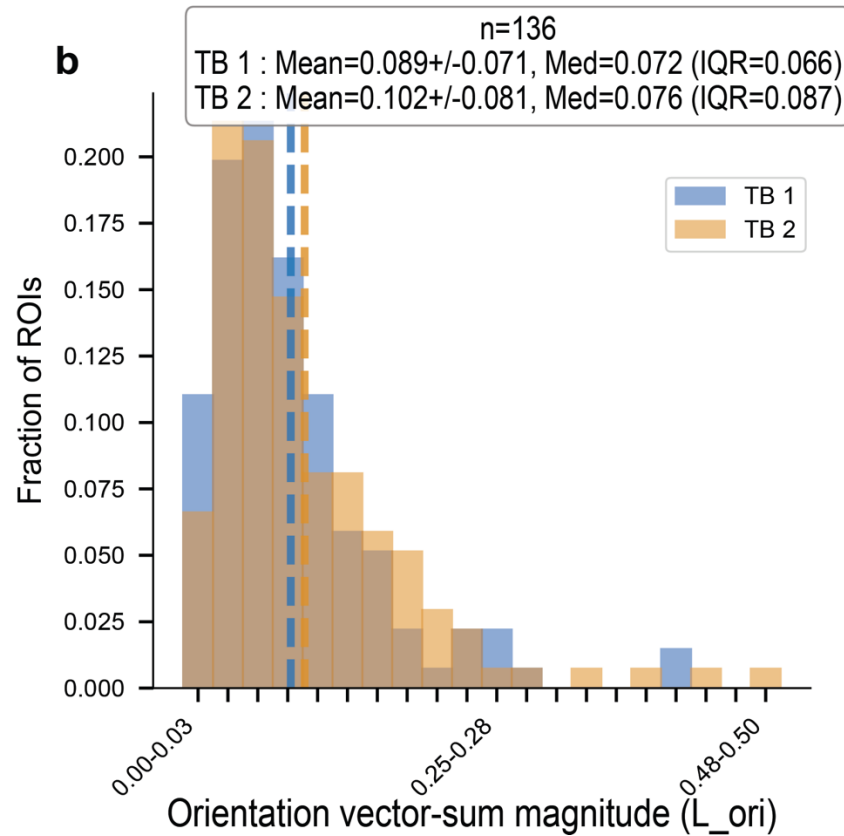 b
n=136
TB 1 : Mean=0.089+/-0.071, Med=0.072 (IQR=0.066)
TB 2 : Mean=0.102+/-0.081, Med=0.076 (IQR=0.087)
TB 1
TB 2
Fraction of ROIs
0.200
0.175
0.150
0.125
0.100
0.075
0.050
0.025
0.000
0.00-0.03
0.25-0.28
0.48-0.50
Orientation vector-sum magnitude (L_ori)